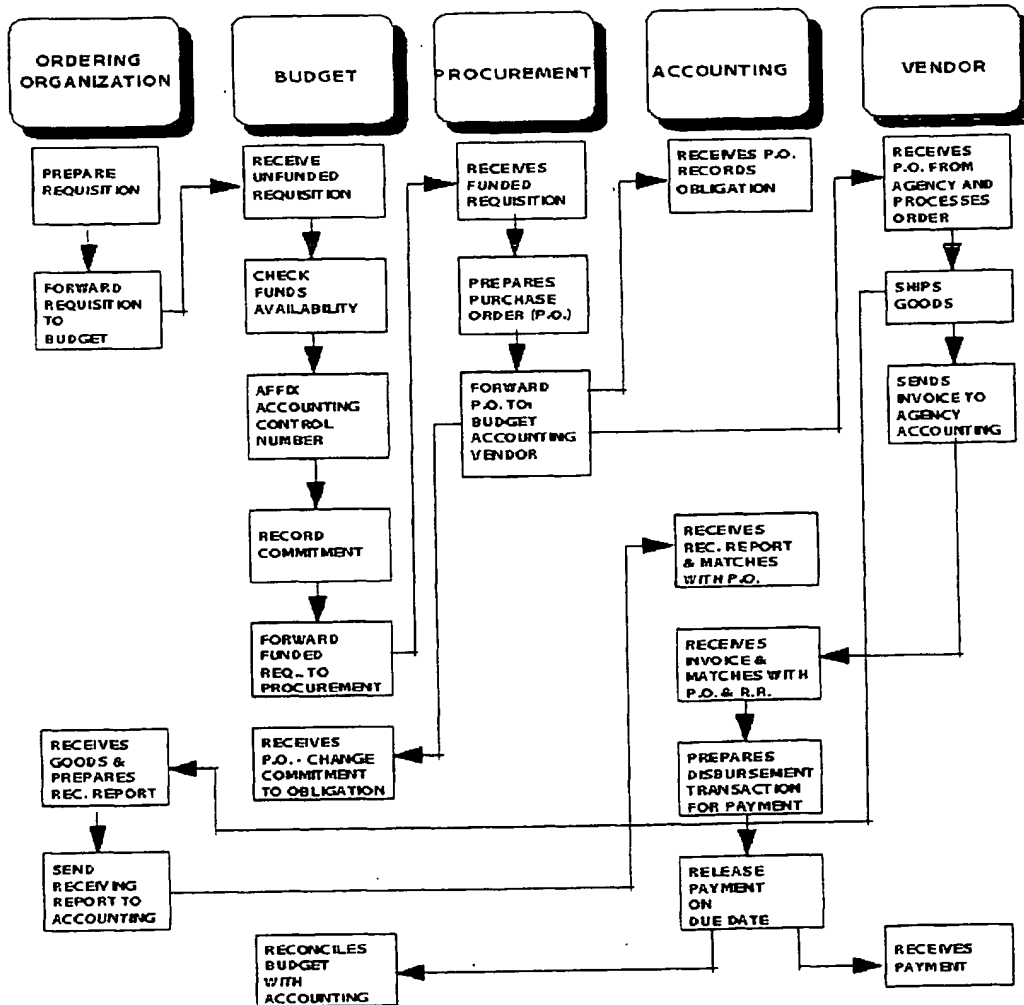 ORDERING
ORGANIZATION
BUDGET
PROCUREMENT
ACCOUNTING
VENDOR
PREPARE
REQUISITION
FORWARD
REQUISITION
TO
BUDGET
RECEIVE
UNFUNDED
REQUISITION
CHECK
FUNDS
AVAILABILITY
AFFIX
ACCOUNTING
CONTROL
NUMBER
RECORD
COMMITMENT
FORWARD
FUNDED
REQ.. TO
PROCUREMENT
RECEIVES
FUNDED
REQUISITION
PREPARES
PURCHASE
ORDER (P.O.)
FORWARD
P.O. TO:
BUDGET
ACCOUNTING
VENDOR
RECEIVES P.O.
RECORDS
OBLIGATION
RECEIVES
P.O. FROM
AGENCY AND
PROCESSES
ORDER
SHIPS
GOODS
SENDS
INVOICE TO
AGENCY
ACCOUNTING
RECEIVES
REC. REPORT
& MATCHES
WITH P.O.
RECEIVES
INVOICE &
MATCHES WITH
P.O. & R.R.
RECEIVES
GOODS &
PREPARES
REC. REPORT
RECEIVES
P.O. - CHANGE
COMMITMENT
TO OBLIGATION
PREPARES
DISBURSEMENT
TRANSACTION
FOR PAYMENT
SEND
RECEIVING
REPORT TO
ACCOUNTING
RELEASE
PAYMENT
ON
DUE DATE
RECONCILES
BUDGET
WITH
ACCOUNTING
RECEIVES
PAYMENT